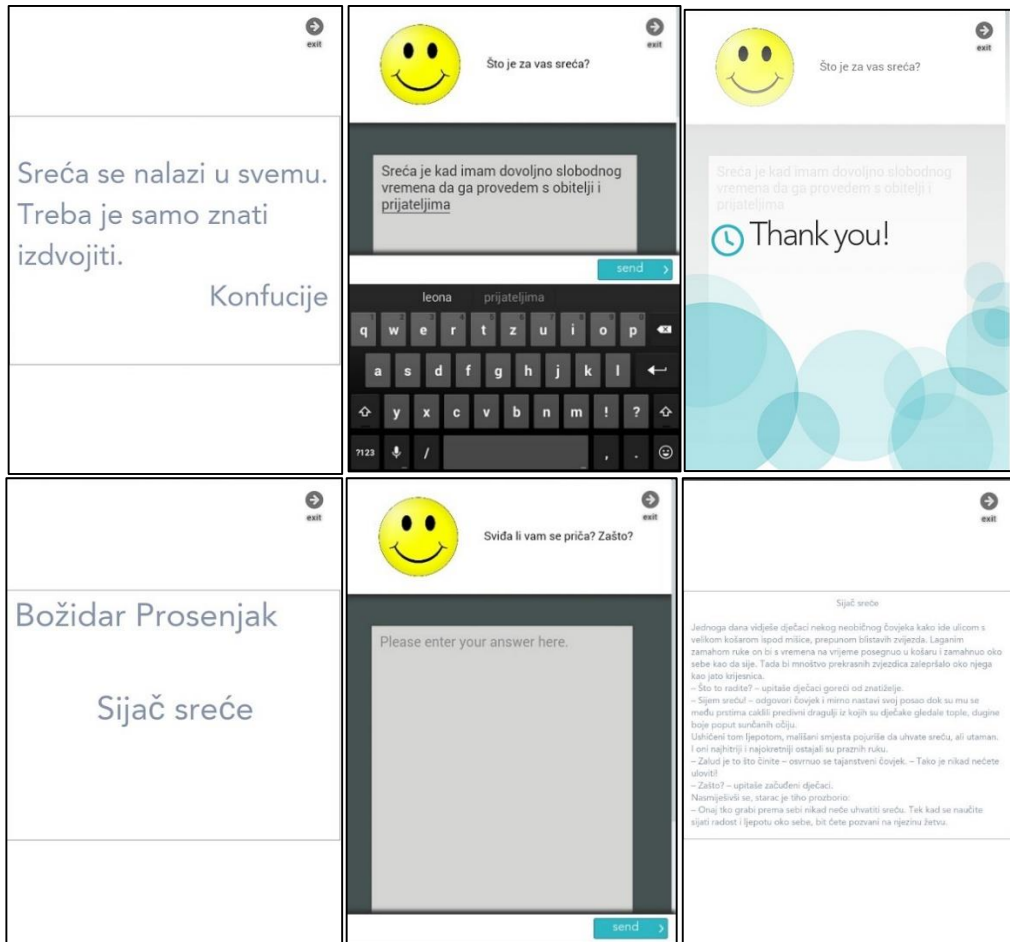 exit
Sreća se nalazi u svemu.
Treba je samo znati
izdvojiti.
Konfucije
exit
Što je za vas sreća?
Sreća je kad imam dovoljno slobodnog
vremena da ga provedem s obitelji i
prijateljima
send
leona prijateljima
1 2 3 4 5 6 7 8 9 0
q w e r t z u i o p
a s d f g h j k l
y x c v b n m ! ?
?123 / , .
exit
Što je za vas sreća?
Sreća je kad imam dovoljno slobodnog
vremena da ga provedem s obitelji i
prijateljima
Thank you!
exit
Božidar Prosenjak
Sijač sreće
exit
Sviđa li vam se priča? Zašto?
Please enter your answer here.
send
exit
Sijač sreće
Jednoga dana vidješe dječaci nekog neobičnog čovjeka kako ide ulicom s
velikom košarom ispod mišice, prepunom blistavih zvijezda. Laganim
zamahom ruke on bi s vremena na vrijeme posegnuo u košaru i zamahnuo oko
sebe kao da sije. Tada bi mnoštvo prekrasnih zvjezdica zalepršalo oko njega
kao jato krijesnica.
– Što to radite? – upitaše dječaci goreći od znatiželje.
– Sijem sreću! – odgovori čovjek i mirno nastavi svoj posao dok su mu se
među prstima caklili predivni dragulji iz kojih su dječake gledale tople, dugine
boje poput sunčanih očiju.
Ushićeni tom ljepotom, mališani smjesta pojuriše da uhvate sreću, ali utaman.
I oni najhitriji i najokretniji ostajali su praznih ruku.
– Zalud je to što činite – osvrnuo se tajanstveni čovjek. – Tako je nikad nećete
uloviti!
– Zašto? – upitaše začuđeni dječaci.
Nasmiješivši se, starac je tiho prozborio:
– Onaj tko grabi prema sebi nikad neće uhvatiti sreću. Tek kad se naučite
sijati radost i ljepotu oko sebe, bit ćete pozvani na njezinu žetvu.